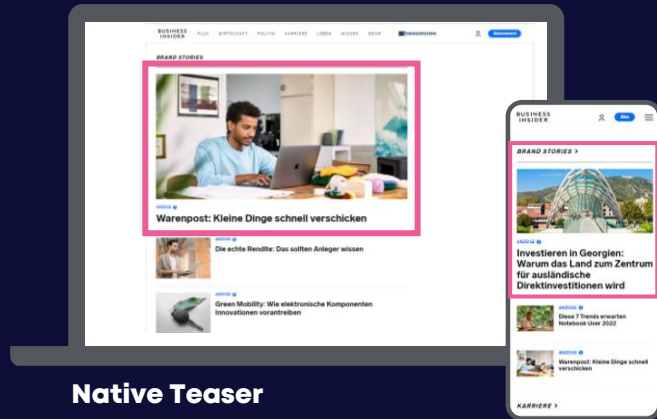 BUSINESS
INSIDER
PLUS WIRTSCHAFT POLITIK KARRIERE LEBEN WISSEN MEHR
BRAND STORIES
ANZEIGE
Warenpost: Kleine Dinge schnell verschicken
ANZEIGE
Die echte Rendite: Das sollten Anleger wissen
ANZEIGE
Green Mobility: Wie elektronische Komponenten
Innovationen vorantreiben
BUSINESS
INSIDER
Abo
BRAND STORIES >
ANZEIGE
Investieren in Georgien:
Warum das Land zum Zentrum
für ausländische
Direktinvestitionen wird
ANZEIGE
Diese 7 Trends erwarten
Notebook User 2022
ANZEIGE
Warenpost: Kleine Dinge schnell
verschicken
KARRIERE >
Native Teaser